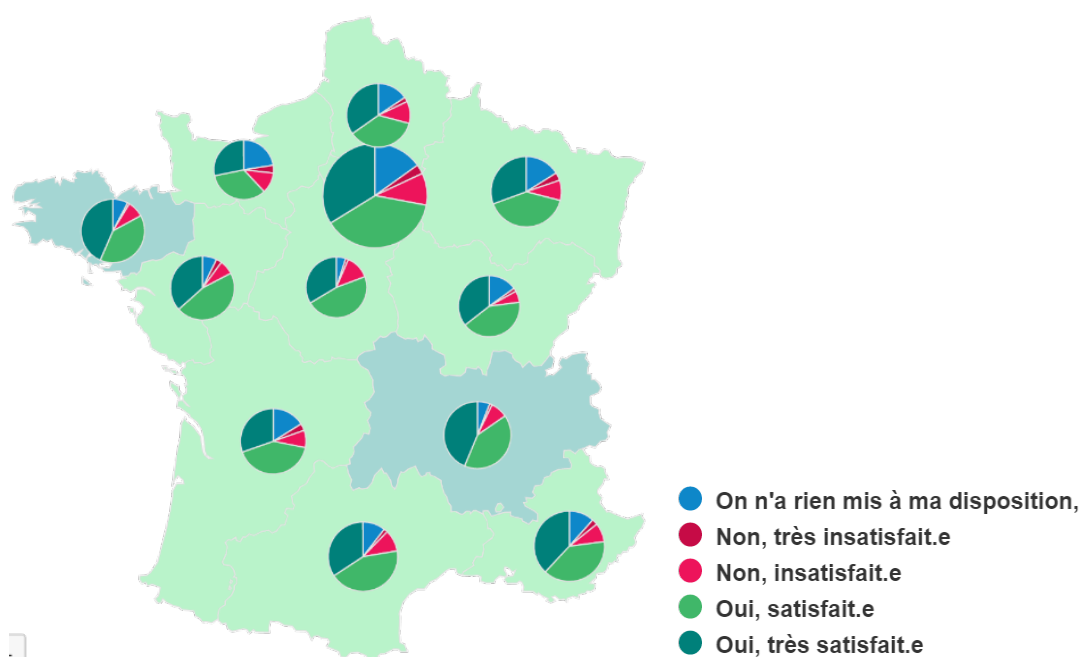 On n'a rien mis à ma disposition,
Non, très insatisfait.e
Non, insatisfait.e
Oui, satisfait.e
Oui, très satisfait.e